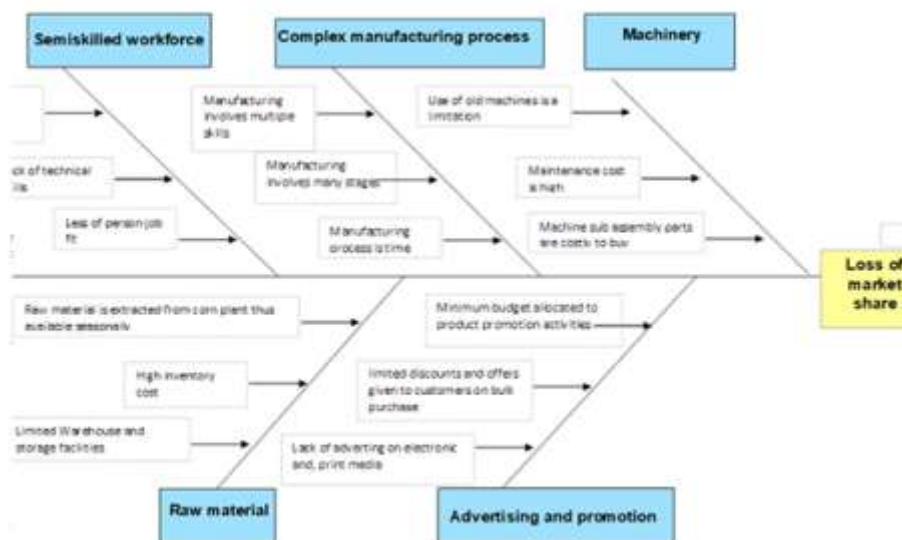 Semiskilled workforce
Complex manufacturing process
Machinery
Manufacturing
involves multiple
skills
Use of old machines is a
limitation
of technical
Manufacturing
involves many stages
Maintenance cost
is high
Less of person job
fit
Manufacturing
process is time
Machine sub assembly parts
are costly to buy
Loss of
market
share
Raw material is extracted from corn plant thus
available seasonally
Minimum budget allocated to
product promotion activities
High inventory
cost
limited discounts and offers
given to customers on bulk
purchase
Limited Warehouse and
storage facilities
Lack of adverting on electronic
and, print media
Raw material
Advertising and promotion